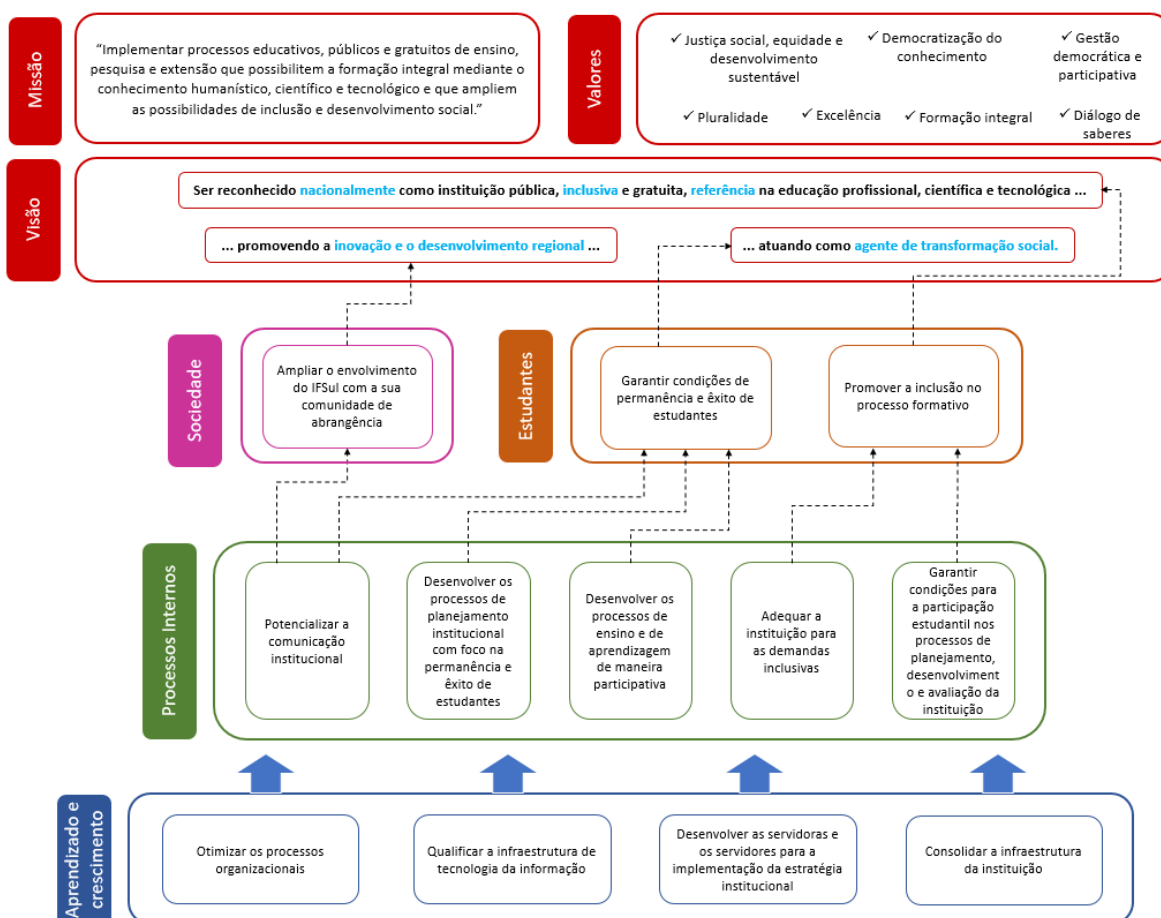 Missão
“Implementar processos educativos, públicos e gratuitos de ensino,
pesquisa e extensão que possibilitem a formação integral mediante o
conhecimento humanístico, científico e tecnológico e que ampliem
as possibilidades de inclusão e desenvolvimento social.”
Valores
✓ Justiça social, equidade e
desenvolvimento
sustentável
✓ Democratização do
conhecimento
✓ Gestão
democrática e
participativa
✓ Pluralidade
✓ Excelência
✓ Formação integral
✓ Diálogo de
saberes
Visão
Ser reconhecido nacionalmente como instituição pública, inclusiva e gratuita, referência na educação profissional, científica e tecnológica ...
... promovendo a inovação e o desenvolvimento regional ...
... atuando como agente de transformação social.
Sociedade
Ampliar o envolvimento
do IFSul com a sua
comunidade de
abrangência
Estudantes
Garantir condições de
permanência e êxito de
estudantes
Promover a inclusão no
processo formativo
Processos Internos
Potencializar a
comunicação
institucional
Desenvolver os
processos de
planejamento
institucional
com foco na
permanência e
êxito de
estudantes
Desenvolver os
processos de
ensino e de
aprendizagem
de maneira
participativa
Adequar a
instituição para
as demandas
inclusivas
Garantir
condições para
a participação
estudantil nos
processos de
planejamento,
desenvolviment
o e avaliação da
instituição
Aprendizado e
crescimento
Otimizar os processos
organizacionais
Qualificar a infraestrutura de
tecnologia da informação
Desenvolver as servidoras e
os servidores para a
implementação da estratégia
institucional
Consolidar a infraestrutura
da instituição